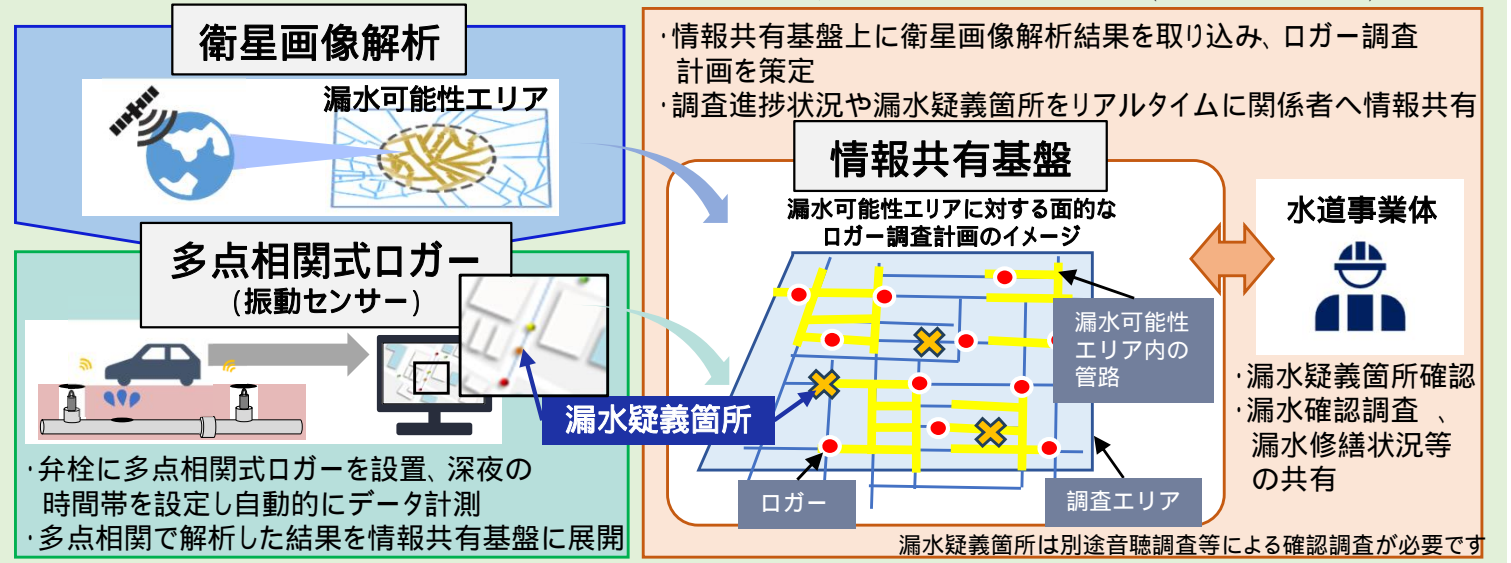 衛星画像解析
漏水可能性エリア
多点相関式ロガー
(振動センサー)
漏水疑義箇所
･弁栓に多点相関式ロガーを設置、深夜の
時間帯を設定し自動的にデータ計測
･多点相関で解析した結果を情報共有基盤に展開
･情報共有基盤上に衛星画像解析結果を取り込み、ロガー調査
計画を策定
･調査進捗状況や漏水疑義箇所をリアルタイムに関係者へ情報共有
情報共有基盤
漏水可能性エリアに対する面的な
ロガー調査計画のイメージ
漏水可能性
エリア内の
管路
ロガー
調査エリア
水道事業体
･漏水疑義箇所確認
･漏水確認調査 、
漏水修繕状況等
の共有
漏水疑義箇所は別途音聴調査等による確認調査が必要です